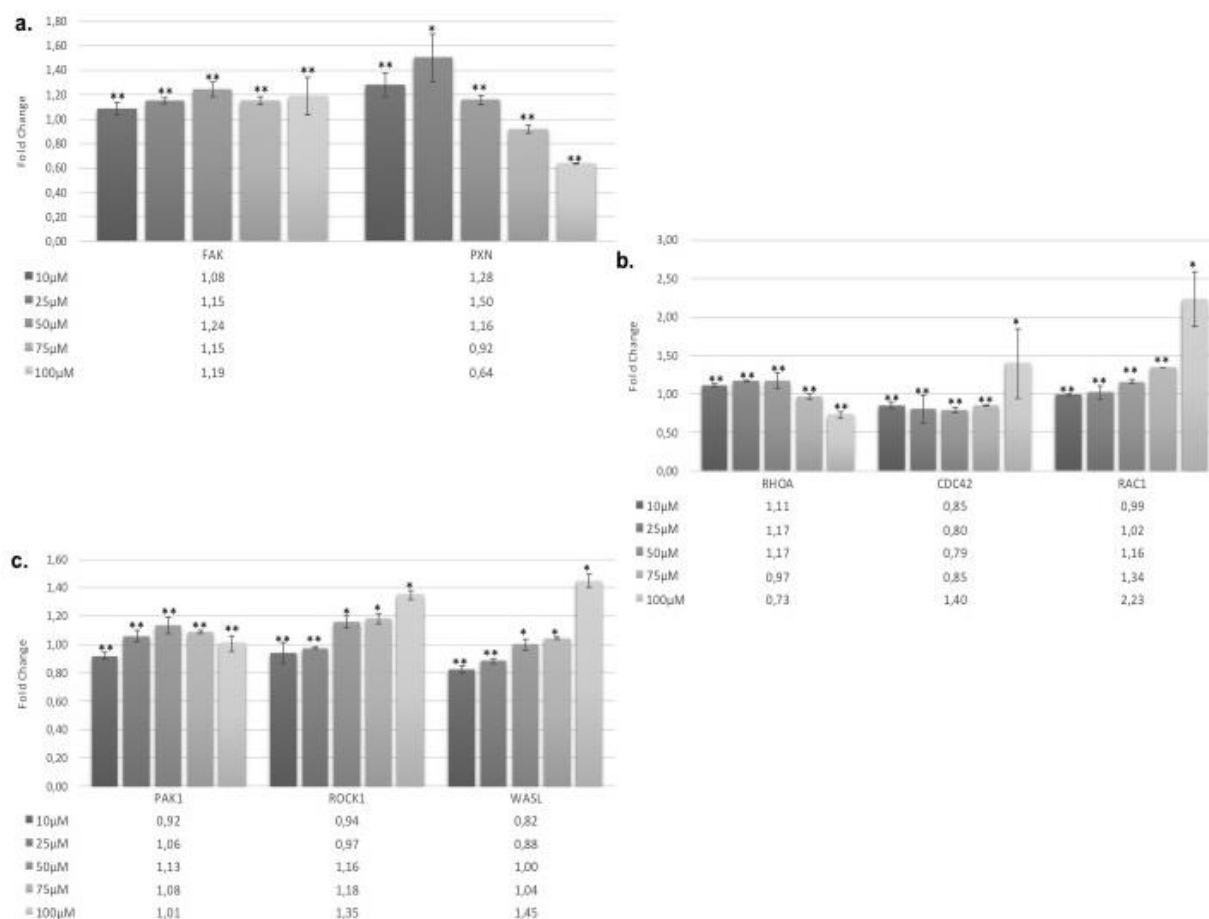 a.
1,80
1,60
1,40
1,20
1,00
0,80
0,60
0,40
0,20
0,00
Fold Change
** ** ** ** **
** * ** ** **
FAK PXN
10µM 1,08 1,28
25µM 1,15 1,50
50µM 1,24 1,16
75µM 1,15 0,92
100µM 1,19 0,64
b.
3,00
2,50
2,00
1,50
1,00
0,50
0,00
Fold Change
** ** ** ** **
** ** ** ** *
** ** ** ** *
RHOA CDC42 RAC1
10µM 1,11 0,85 0,99
25µM 1,17 0,80 1,02
50µM 1,17 0,79 1,16
75µM 0,97 0,85 1,34
100µM 0,73 1,40 2,23
c.
1,60
1,40
1,20
1,00
0,80
0,60
0,40
0,20
0,00
Fold Change
** ** ** ** **
** ** * * *
** ** * * *
PAK1 ROCK1 WASL
10µM 0,92 0,94 0,82
25µM 1,06 0,97 0,88
50µM 1,13 1,16 1,00
75µM 1,08 1,18 1,04
100µM 1,01 1,35 1,45